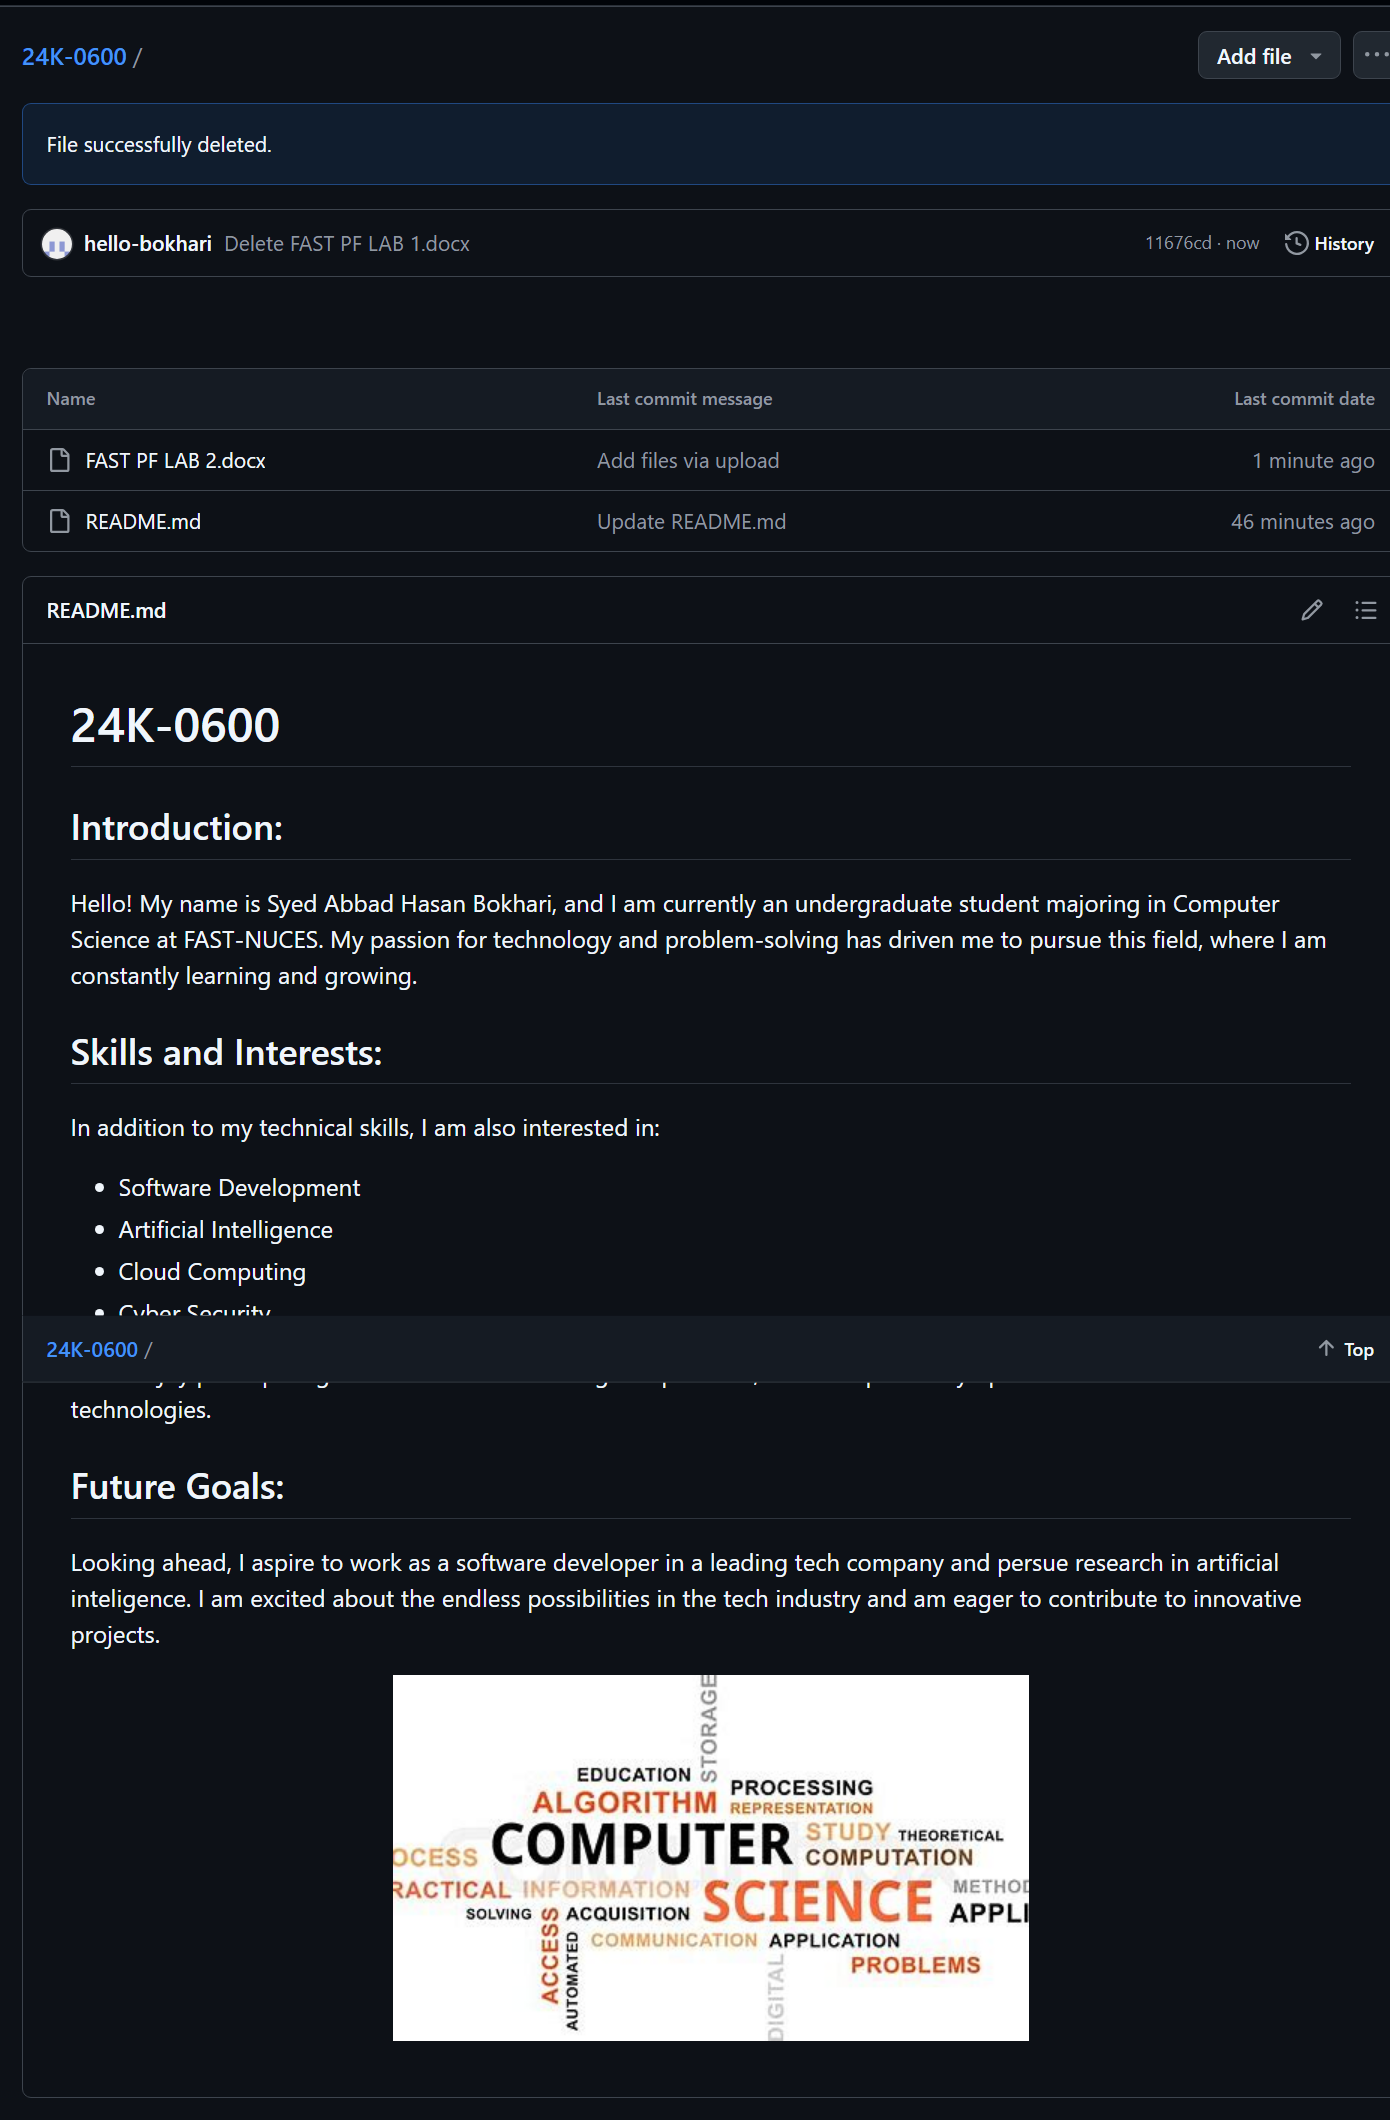 24K-0600 /
Add file
File successfully deleted.
hello-bokhari Delete FAST PF LAB 1.docx 11676cd · now History
Name Last commit message Last commit date
FAST PF LAB 2.docx Add files via upload 1 minute ago
README.md Update README.md 46 minutes ago
README.md
24K-0600
Introduction:
Hello! My name is Syed Abbad Hasan Bokhari, and I am currently an undergraduate student majoring in Computer
Science at FAST-NUCES. My passion for technology and problem-solving has driven me to pursue this field, where I am
constantly learning and growing.
Skills and Interests:
In addition to my technical skills, I am also interested in:
• Software Development
• Artificial Intelligence
• Cloud Computing
• Cyber Security
24K-0600 / Top
technologies.
Future Goals:
Looking ahead, I aspire to work as a software developer in a leading tech company and persue research in artificial
inteligence. I am excited about the endless possibilities in the tech industry and am eager to contribute to innovative
projects.
STORAGE
EDUCATION
PROCESSING
ALGORITHM
REPRESENTATION
COMPUTER
STUDY
THEORETICAL
OCESS
COMPUTATION
RACTICAL
INFORMATION
SCIENCE
METHOD
SOLVING
ACQUISITION
APPLI
ACCESS
AUTOMATED
COMMUNICATION
APPLICATION
DIGITAL
PROBLEMS